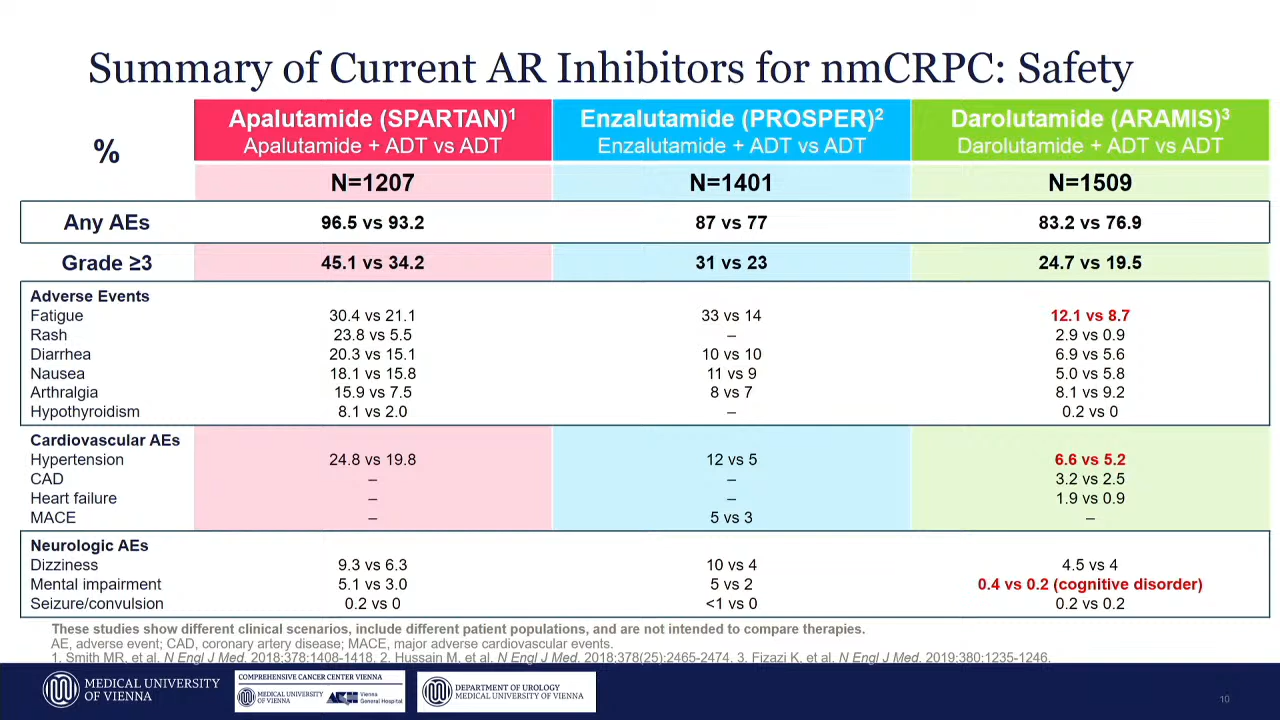 Summary of Current AR Inhibitors for nmCRPC: Safety
% Apalutamide (SPARTAN)1 Enzalutamide (PROSPER)2 Darolutamide (ARAMIS)3
Apalutamide + ADT vs ADT Enzalutamide + ADT vs ADT Darolutamide + ADT vs ADT
N=1207 N=1401 N=1509
Any AEs 96.5 vs 93.2 87 vs 77 83.2 vs 76.9
Grade ≥3 45.1 vs 34.2 31 vs 23 24.7 vs 19.5
Adverse Events
Fatigue 30.4 vs 21.1 33 vs 14 12.1 vs 8.7
Rash 23.8 vs 5.5 – 2.9 vs 0.9
Diarrhea 20.3 vs 15.1 10 vs 10 6.9 vs 5.6
Nausea 18.1 vs 15.8 11 vs 9 5.0 vs 5.8
Arthralgia 15.9 vs 7.5 8 vs 7 8.1 vs 9.2
Hypothyroidism 8.1 vs 2.0 – 0.2 vs 0
Cardiovascular AEs
Hypertension 24.8 vs 19.8 12 vs 5 6.6 vs 5.2
CAD – – 3.2 vs 2.5
Heart failure – – 1.9 vs 0.9
MACE – 5 vs 3 –
Neurologic AEs
Dizziness 9.3 vs 6.3 10 vs 4 4.5 vs 4
Mental impairment 5.1 vs 3.0 5 vs 2 0.4 vs 0.2 (cognitive disorder)
Seizure/convulsion 0.2 vs 0 <1 vs 0 0.2 vs 0.2
These studies show different clinical scenarios, include different patient populations, and are not intended to compare therapies.
AE, adverse event; CAD, coronary artery disease; MACE, major adverse cardiovascular events.
1. Smith MR, et al. N Engl J Med. 2018;378:1408-1418. 2. Hussain M, et al. N Engl J Med. 2018;378(25):2465-2474. 3. Fizazi K, et al. N Engl J Med. 2019;380:1235-1246.
MEDICAL UNIVERSITY
OF VIENNA
COMPREHENSIVE CANCER CENTER VIENNA
MEDICAL UNIVERSITY
OF VIENNA
AKH Vienna
General Hospital
DEPARTMENT OF UROLOGY
MEDICAL UNIVERSITY OF VIENNA
10